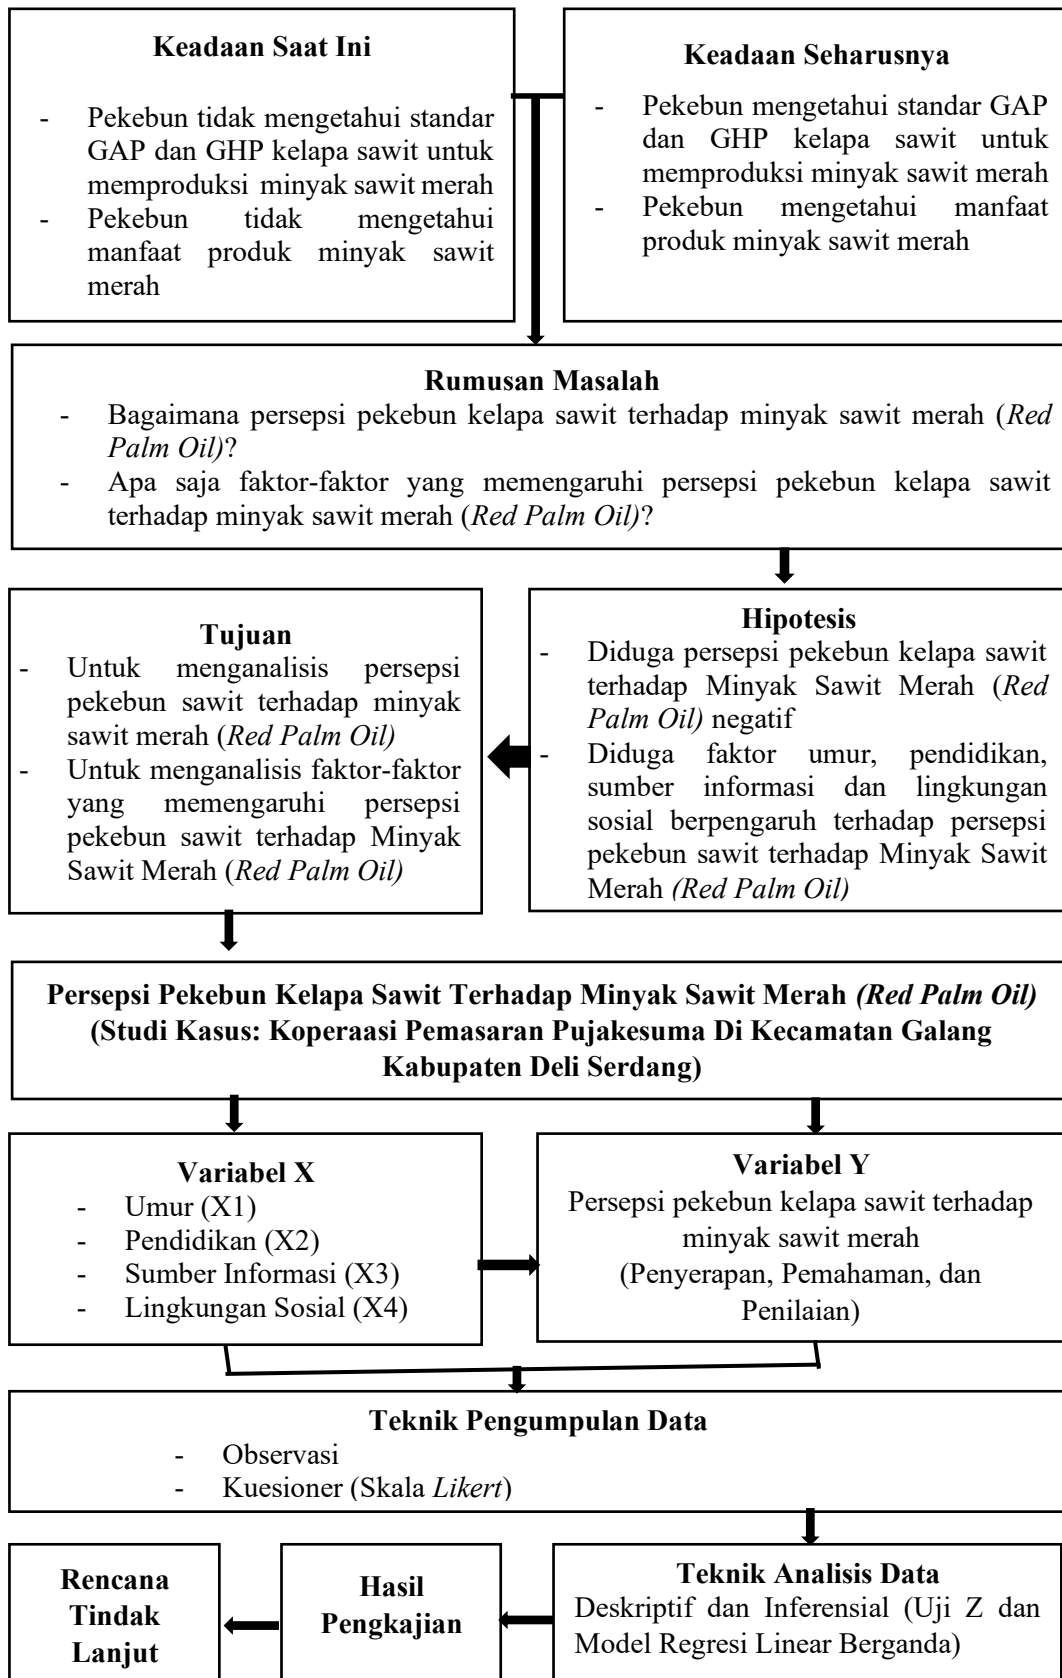 Keadaan Saat Ini
- Pekebun tidak mengetahui standar
GAP dan GHP kelapa sawit untuk
memproduksi minyak sawit merah
- Pekebun tidak mengetahui
manfaat produk minyak sawit
merah
Keadaan Seharusnya
- Pekebun mengetahui standar GAP
dan GHP kelapa sawit untuk
memproduksi minyak sawit merah
- Pekebun mengetahui manfaat
produk minyak sawit merah
Rumusan Masalah
- Bagaimana persepsi pekebun kelapa sawit terhadap minyak sawit merah (Red
Palm Oil)?
- Apa saja faktor-faktor yang memengaruhi persepsi pekebun kelapa sawit
terhadap minyak sawit merah (Red Palm Oil)?
Hipotesis
- Diduga persepsi pekebun kelapa sawit
terhadap Minyak Sawit Merah (Red
Palm Oil) negatif
- Diduga faktor umur, pendidikan,
sumber informasi dan lingkungan
sosial berpengaruh terhadap persepsi
pekebun sawit terhadap Minyak Sawit
Merah (Red Palm Oil)
Tujuan
- Untuk menganalisis persepsi
pekebun sawit terhadap minyak
sawit merah (Red Palm Oil)
- Untuk menganalisis faktor-faktor
yang memengaruhi persepsi
pekebun sawit terhadap Minyak
Sawit Merah (Red Palm Oil)
Persepsi Pekebun Kelapa Sawit Terhadap Minyak Sawit Merah (Red Palm Oil)
(Studi Kasus: Koperaasi Pemasaran Pujakesuma Di Kecamatan Galang
Kabupaten Deli Serdang)
Variabel X
- Umur (X1)
- Pendidikan (X2)
- Sumber Informasi (X3)
- Lingkungan Sosial (X4)
Variabel Y
Persepsi pekebun kelapa sawit terhadap
minyak sawit merah
(Penyerapan, Pemahaman, dan
Penilaian)
Teknik Pengumpulan Data
- Observasi
- Kuesioner (Skala Likert)
Teknik Analisis Data
Deskriptif dan Inferensial (Uji Z dan
Model Regresi Linear Berganda)
Hasil
Pengkajian
Rencana
Tindak
Lanjut